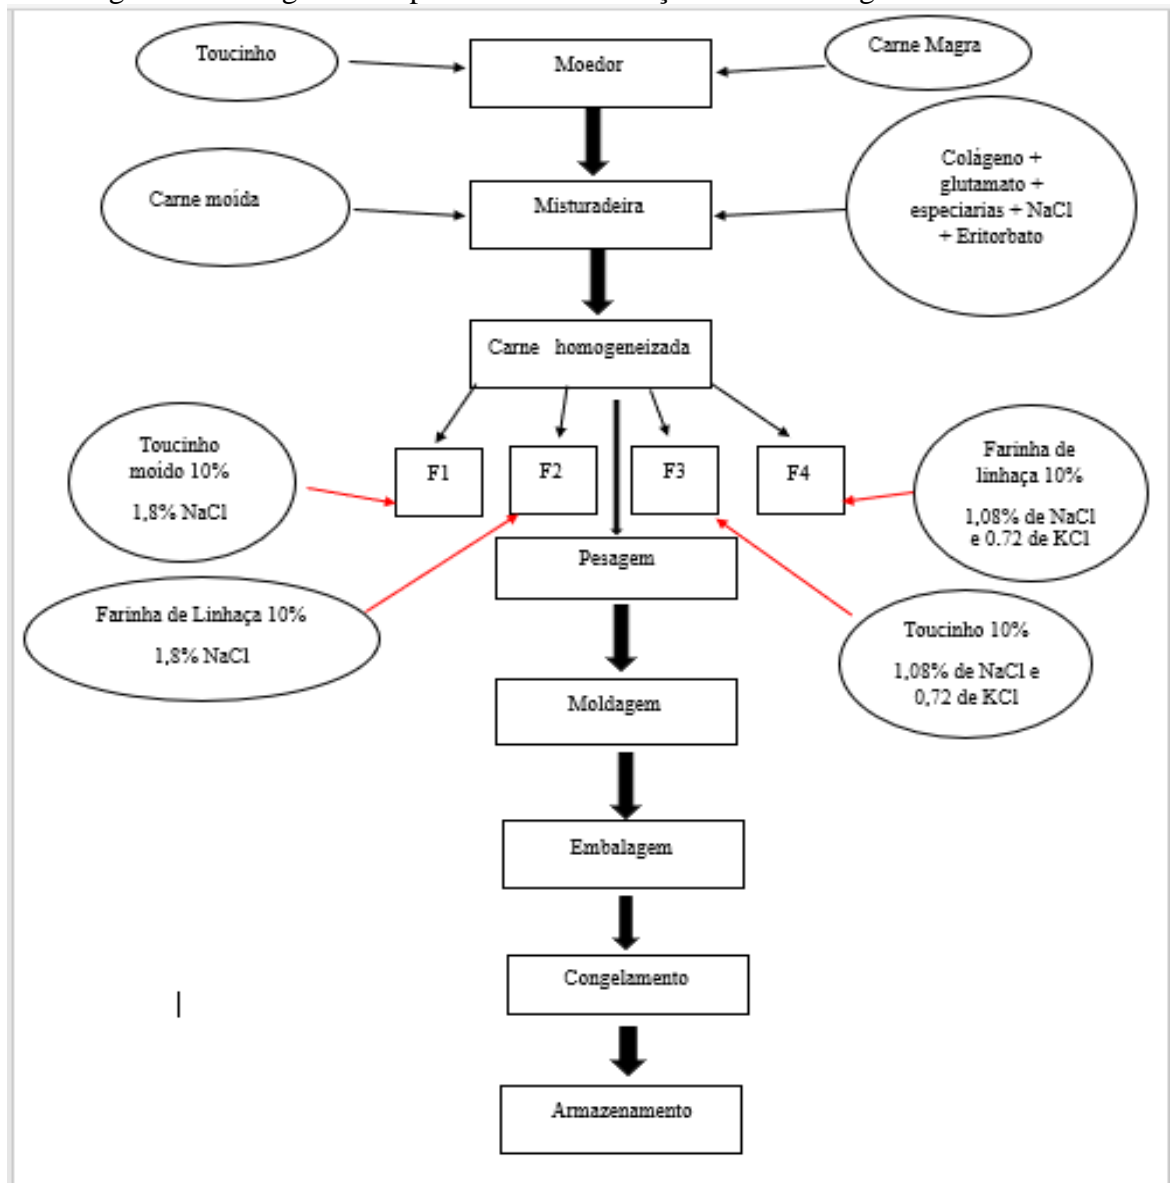 Toucinho
Moedor
Carne Magra
Carne moída
Misturadeira
Colágeno +
glutamato +
especiarias + NaCl
+ Eritorbato
Carne homogeneizada
Toucinho
moido 10%
1,8% NaCl
F1
F2
F3
F4
Farinha de
linhaça 10%
1,08% de NaCl
e 0.72 de KCl
Pesagem
Farinha de Linhaça 10%
1,8% NaCl
Toucinho 10%
1,08% de NaCl e
0,72 de KCl
Moldagem
Embalagem
Congelamento
Armazenamento